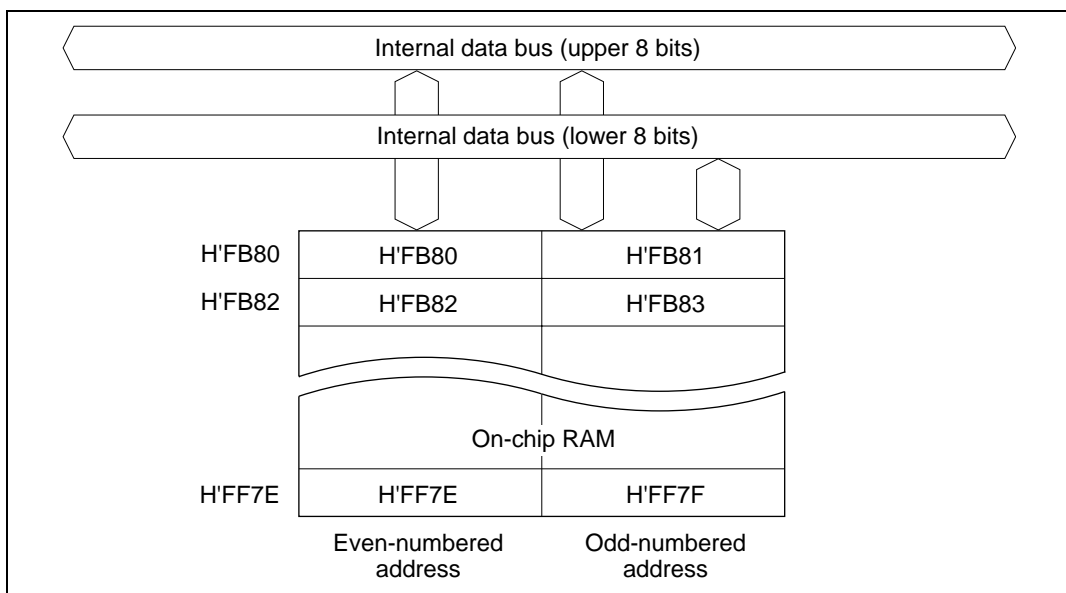 Internal data bus (upper 8 bits)
Internal data bus (lower 8 bits)
H'FB80 H'FB80 H'FB81
H'FB82 H'FB82 H'FB83
On-chip RAM
H'FF7E H'FF7E H'FF7F
Even-numbered address
Odd-numbered address